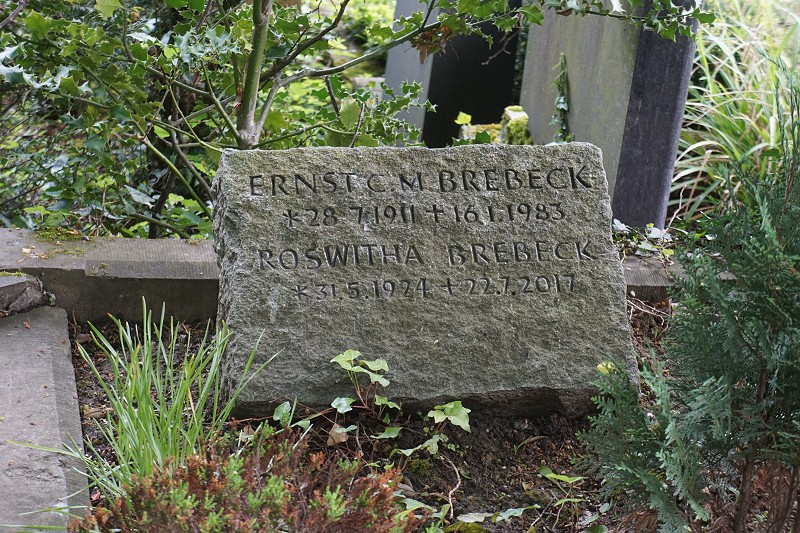 ERNST C. M. BREBECK
*28.7.1911 +16.1.1983
ROSWITHA BREBECK
*31.5.1924 +22.7.2017